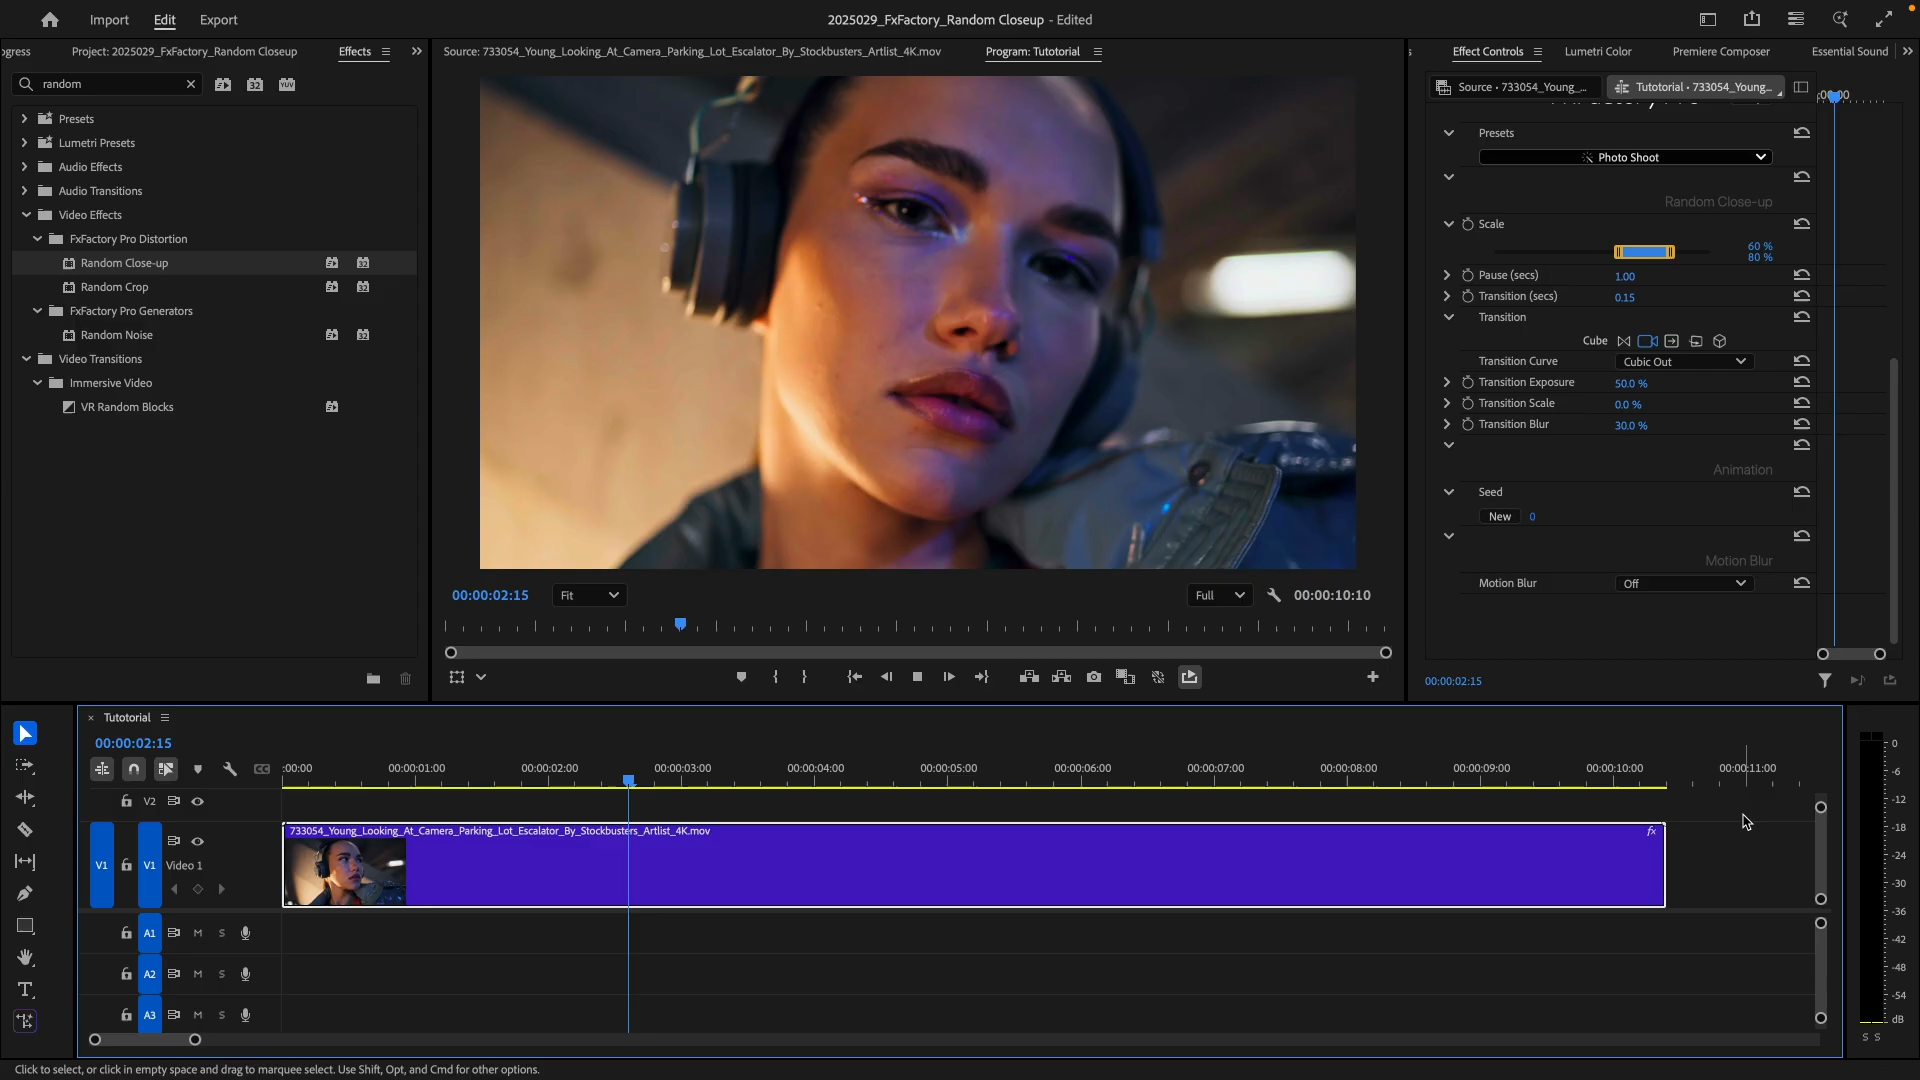 Import Edit Export
2025029_FxFactory_Random Closeup - Edited
ogress Project: 2025029_FxFactory_Random Closeup Effects
Source: 733054_Young_Looking_At_Camera_Parking_Lot_Escalator_By_Stockbusters_Artlist_4K.mov Program: Tutotorial
Effect Controls Lumetri Color Premiere Composer Essential Sound
random
32
YUV
Source • 733054_Young_... Tutotorial • 733054_Young...
:00:00
Presets
Lumetri Presets
Audio Effects
Audio Transitions
Video Effects
FxFactory Pro Distortion
Random Close-up
32
Random Crop
32
FxFactory Pro Generators
Random Noise
32
Video Transitions
Immersive Video
VR Random Blocks
Presets
Photo Shoot
Random Close-up
Scale
60 %
80 %
Pause (secs) 1.00
Transition (secs) 0.15
Transition
Cube
Transition Curve Cubic Out
Transition Exposure 50.0 %
Transition Scale 0.0 %
Transition Blur 30.0 %
Animation
Seed
New 0
Motion Blur
Motion Blur Off
00:00:02:15
00:00:02:15 Fit Full 00:00:10:10
× Tutotorial
00:00:02:15
CC
:00:00 00:00:01:00 00:00:02:00 00:00:03:00 00:00:04:00 00:00:05:00 00:00:06:00 00:00:07:00 00:00:08:00 00:00:09:00 00:00:10:00 00:00:11:00
V2
733054_Young_Looking_At_Camera_Parking_Lot_Escalator_By_Stockbusters_Artlist_4K.mov fx
V1 V1 Video 1
A1 M S
A2 M S
A3 M S
0
-6
-12
-18
-24
-30
-36
-42
-48
-54
dB
S S
Click to select, or click in empty space and drag to marquee select. Use Shift, Opt, and Cmd for other options.